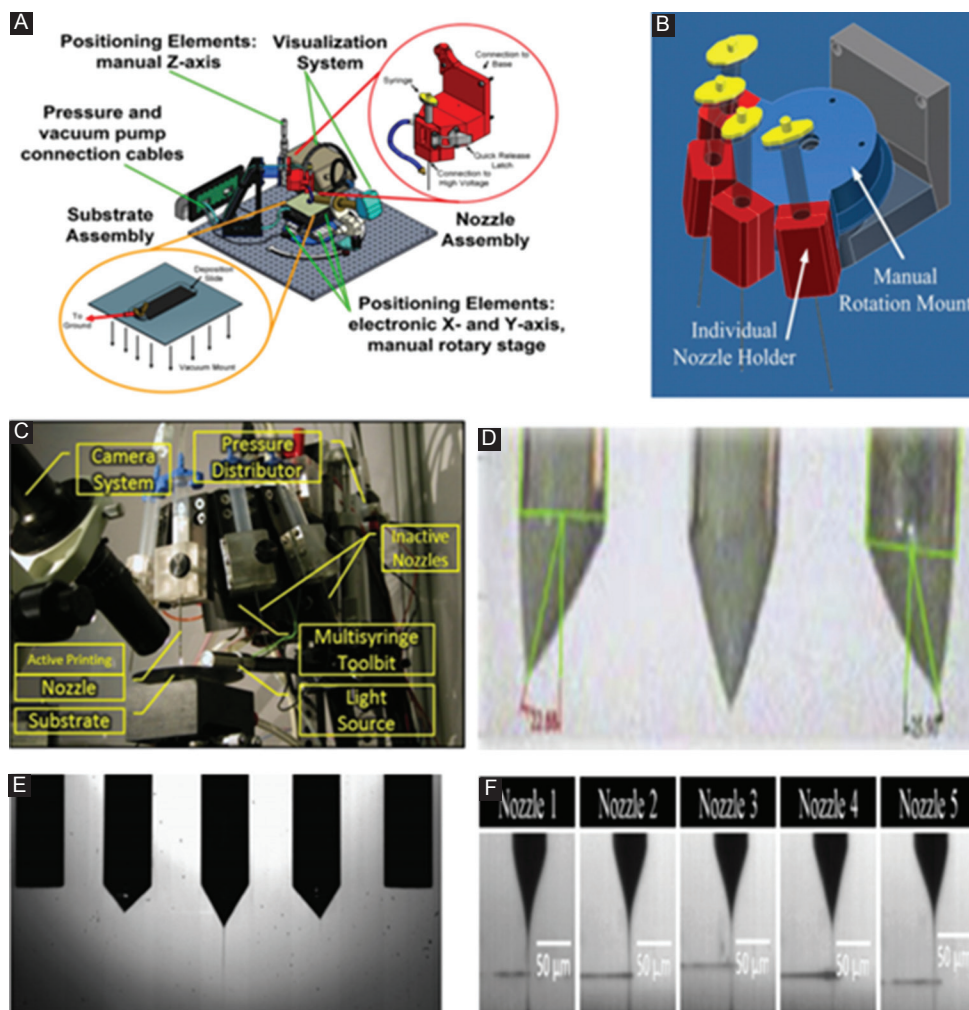 A
Positioning Elements:
manual Z-axis
Visualization
System
Pressure and
vacuum pump
connection cables
Syringe
Connection to
Base
Quick Release
Latch
Connection to
High Voltage
Substrate
Assembly
Nozzle
Assembly
Deposition
Slide
To
Ground
Vacuum Mount
Positioning Elements:
electronic X- and Y-axis,
manual rotary stage
B
Manual
Rotation Mount
Individual
Nozzle Holder
C
Camera
System
Pressure
Distributor
Inactive
Nozzles
Active Printing
Nozzle
Substrate
Multisyringe
Toolbit
Light
Source
D
E
F
Nozzle 1
Nozzle 2
Nozzle 3
Nozzle 4
Nozzle 5
50 μm
50 μm
50 μm
50 μm
50 μm